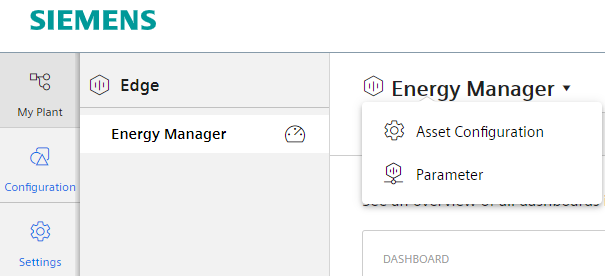 SIEMENS
My Plant
Configuration
Settings
Edge
Energy Manager
Energy Manager
Asset Configuration
Parameter
See an overview of all dashboards
DASHBOARD